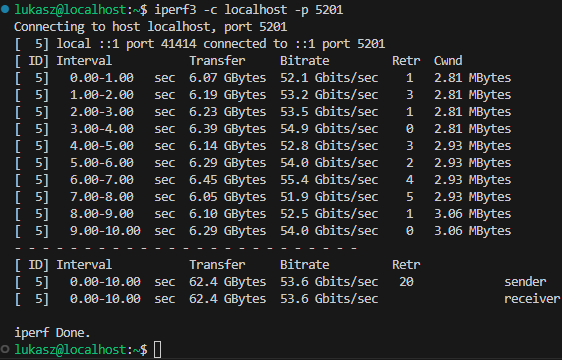 lukasz@localhost:~$ iperf3 -c localhost -p 5201
Connecting to host localhost, port 5201
[  5] local ::1 port 41414 connected to ::1 port 5201
[ ID] Interval           Transfer     Bitrate         Retr  Cwnd
[  5]   0.00-1.00   sec  6.07 GBytes  52.1 Gbits/sec    1   2.81 MBytes
[  5]   1.00-2.00   sec  6.19 GBytes  53.2 Gbits/sec    3   2.81 MBytes
[  5]   2.00-3.00   sec  6.23 GBytes  53.5 Gbits/sec    1   2.81 MBytes
[  5]   3.00-4.00   sec  6.39 GBytes  54.9 Gbits/sec    0   2.81 MBytes
[  5]   4.00-5.00   sec  6.14 GBytes  52.8 Gbits/sec    3   2.93 MBytes
[  5]   5.00-6.00   sec  6.29 GBytes  54.0 Gbits/sec    2   2.93 MBytes
[  5]   6.00-7.00   sec  6.45 GBytes  55.4 Gbits/sec    4   2.93 MBytes
[  5]   7.00-8.00   sec  6.05 GBytes  51.9 Gbits/sec    5   2.93 MBytes
[  5]   8.00-9.00   sec  6.10 GBytes  52.5 Gbits/sec    1   3.06 MBytes
[  5]   9.00-10.00  sec  6.29 GBytes  54.0 Gbits/sec    0   3.06 MBytes
- - - - - - - - - - - - - - - - - - - - - - - - -
[ ID] Interval           Transfer     Bitrate         Retr
[  5]   0.00-10.00  sec  62.4 GBytes  53.6 Gbits/sec   20             sender
[  5]   0.00-10.00  sec  62.4 GBytes  53.6 Gbits/sec                  receiver

iperf Done.
lukasz@localhost:~$